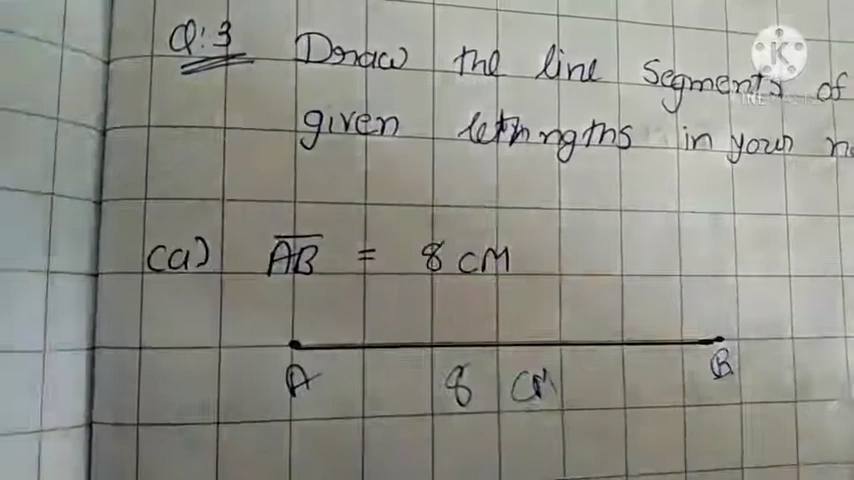 Q:3 Draw the line segments of
given lethngths in your
(a) AB = 8 cm
A 8 cm B